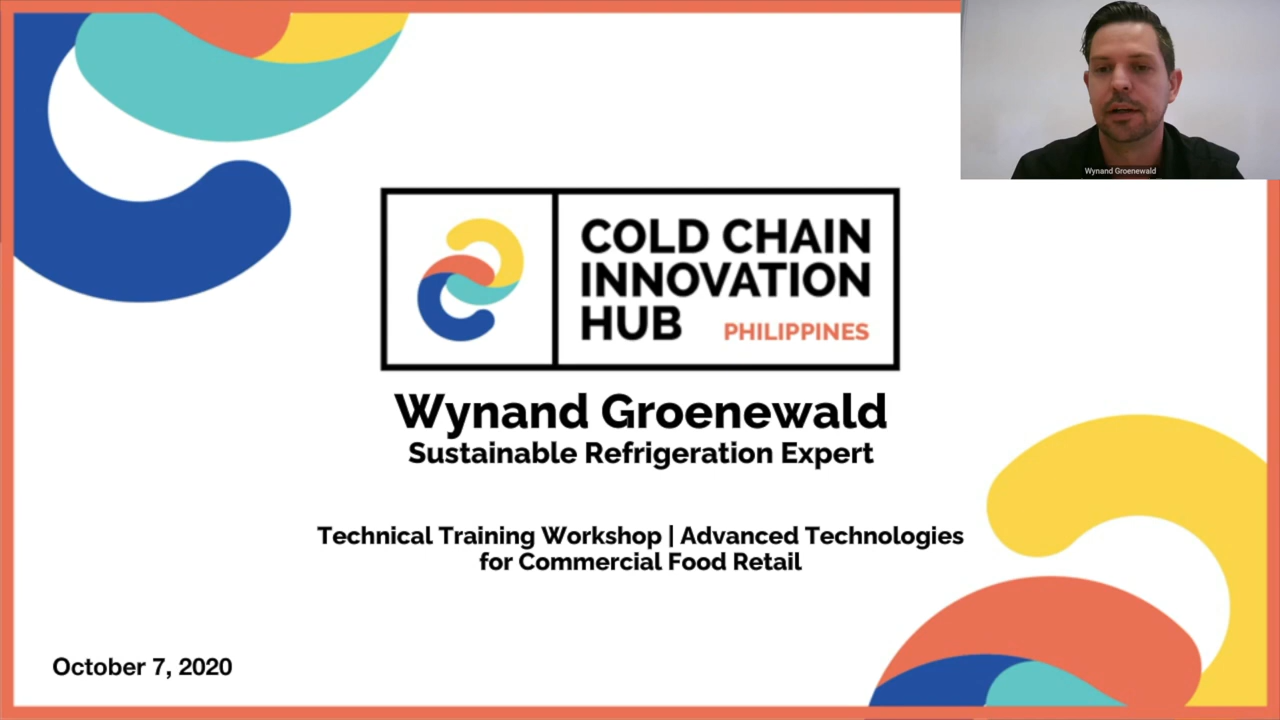 Wynand Groenewald
COLD CHAIN
INNOVATION
HUB PHILIPPINES
Wynand Groenewald
Sustainable Refrigeration Expert
Technical Training Workshop | Advanced Technologies
for Commercial Food Retail
October 7, 2020